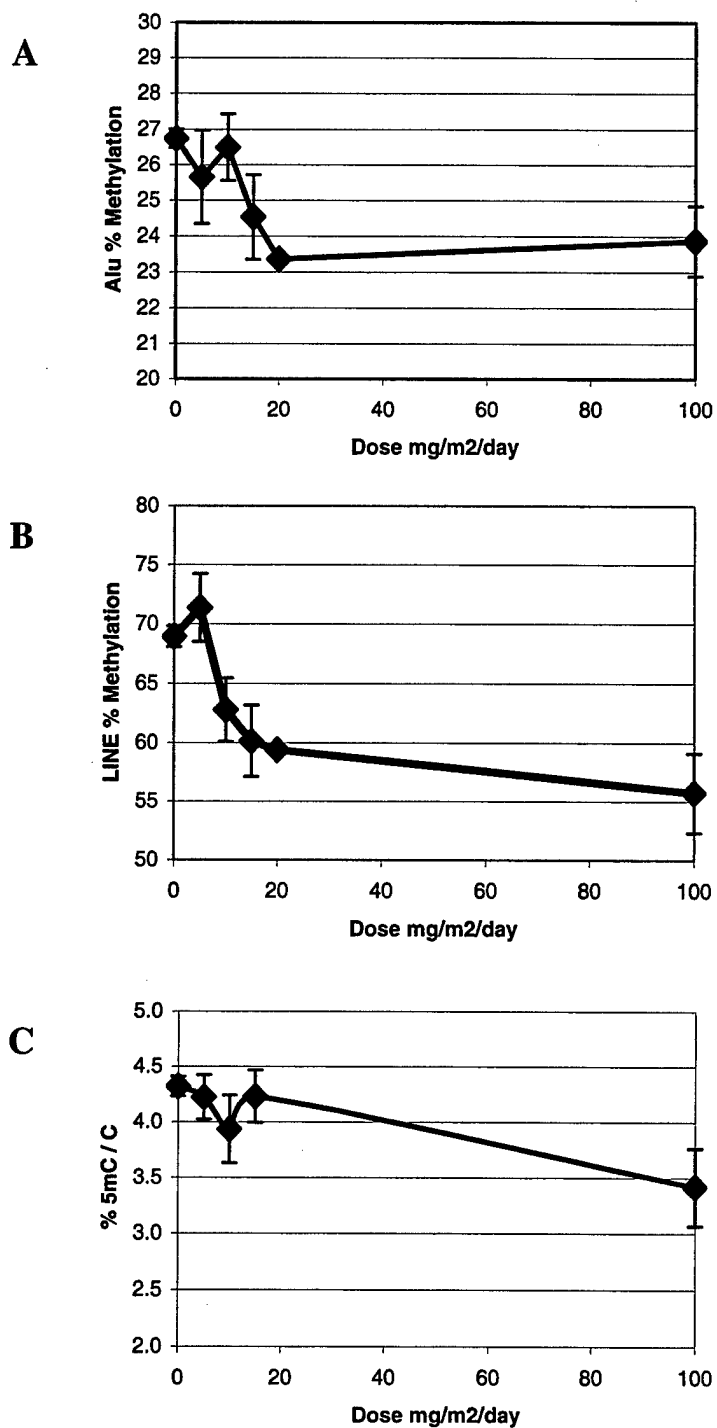 A
Alu % Methylation
30
29
28
27
26
25
24
23
22
21
20
0 20 40 60 80 100
Dose mg/m2/day
B
LINE % Methylation
80
75
70
65
60
55
50
0 20 40 60 80 100
Dose mg/m2/day
C
% 5mC / C
5.0
4.5
4.0
3.5
3.0
2.5
2.0
0 20 40 60 80 100
Dose mg/m2/day